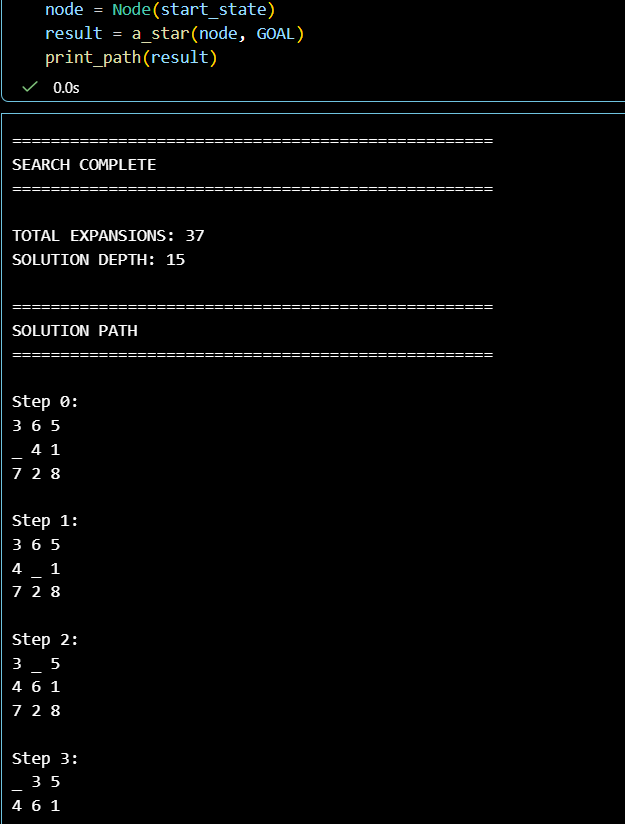 node = Node(start_state)
result = a_star(node, GOAL)
print_path(result)
0.0s
==================================================
SEARCH COMPLETE
==================================================
TOTAL EXPANSIONS: 37
SOLUTION DEPTH: 15
==================================================
SOLUTION PATH
==================================================
Step 0:
3 6 5
_ 4 1
7 2 8
Step 1:
3 6 5
4 _ 1
7 2 8
Step 2:
3 _ 5
4 6 1
7 2 8
Step 3:
_ 3 5
4 6 1